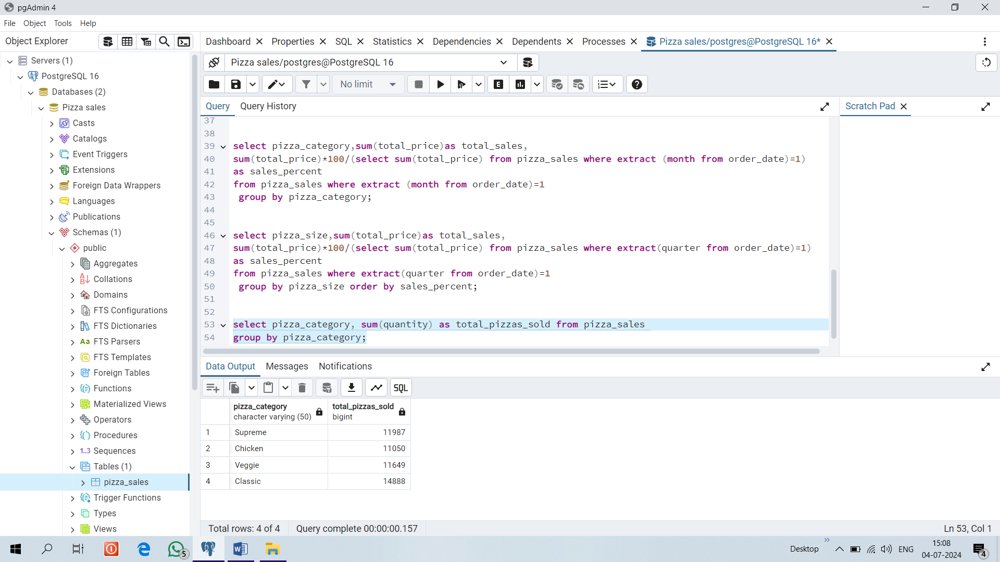 pgAdmin 4
File Object Tools Help
Object Explorer
Dashboard Properties SQL Statistics Dependencies Dependents Processes Pizza sales/postgres@PostgreSQL 16*
Servers (1)
PostgreSQL 16
Databases (2)
Pizza sales
Casts
Catalogs
Event Triggers
Extensions
Foreign Data Wrappers
Languages
Publications
Schemas (1)
public
Aggregates
Collations
Domains
FTS Configurations
FTS Dictionaries
Aa FTS Parsers
FTS Templates
Foreign Tables
Functions
Materialized Views
Operators
Procedures
1..3 Sequences
Tables (1)
pizza_sales
Trigger Functions
Types
Views
Pizza sales/postgres@PostgreSQL 16
No limit
E
Query Query History
Scratch Pad
37
38
39 select pizza_category,sum(total_price)as total_sales,
40 sum(total_price)*100/(select sum(total_price) from pizza_sales where extract (month from order_date)=1)
41 as sales_percent
42 from pizza_sales where extract (month from order_date)=1
43 group by pizza_category;
44
45
46 select pizza_size,sum(total_price)as total_sales,
47 sum(total_price)*100/(select sum(total_price) from pizza_sales where extract(quarter from order_date)=1)
48 as sales_percent
49 from pizza_sales where extract(quarter from order_date)=1
50 group by pizza_size order by sales_percent;
51
52
53 select pizza_category, sum(quantity) as total_pizzas_sold from pizza_sales
54 group by pizza_category;
Data Output Messages Notifications
SQL
pizza_category total_pizzas_sold
character varying (50) bigint
1 Supreme 11987
2 Chicken 11050
3 Veggie 11649
4 Classic 14888
Total rows: 4 of 4 Query complete 00:00:00.157 Ln 53, Col 1
5
Desktop ENG
15:08
04-07-2024
4